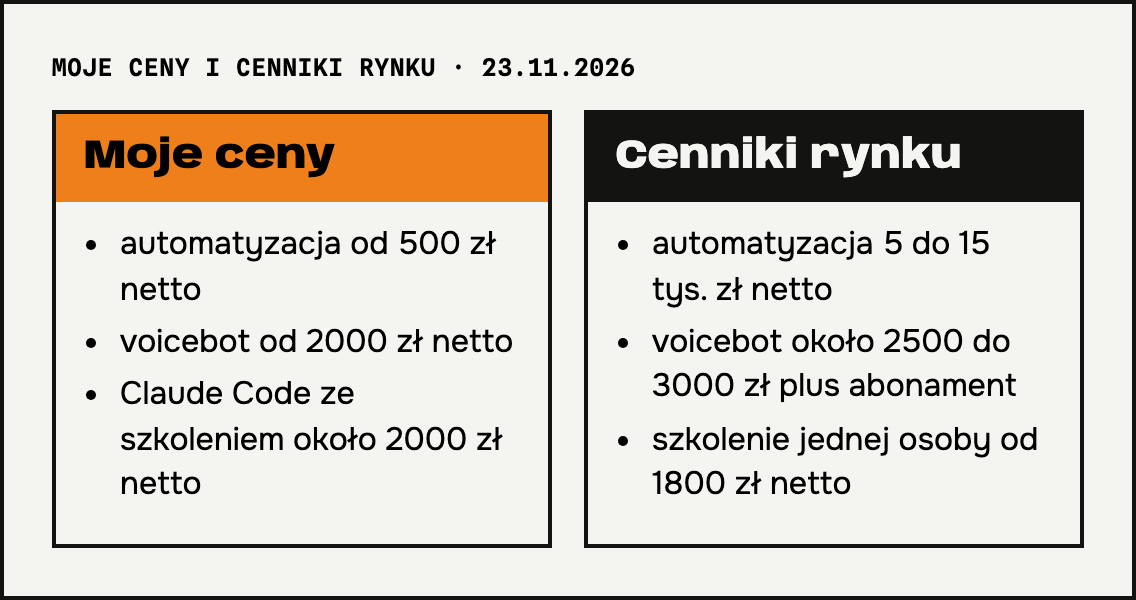 MOJE CENY I CENNIKI RYNKU · 23.11.2026
Moje ceny
• automatyzacja od 500 zł
netto
• voicebot od 2000 zł netto
• Claude Code ze
szkoleniem około 2000 zł
netto
Cenniki rynku
• automatyzacja 5 do 15
tys. zł netto
• voicebot około 2500 do
3000 zł plus abonament
• szkolenie jednej osoby od
1800 zł netto